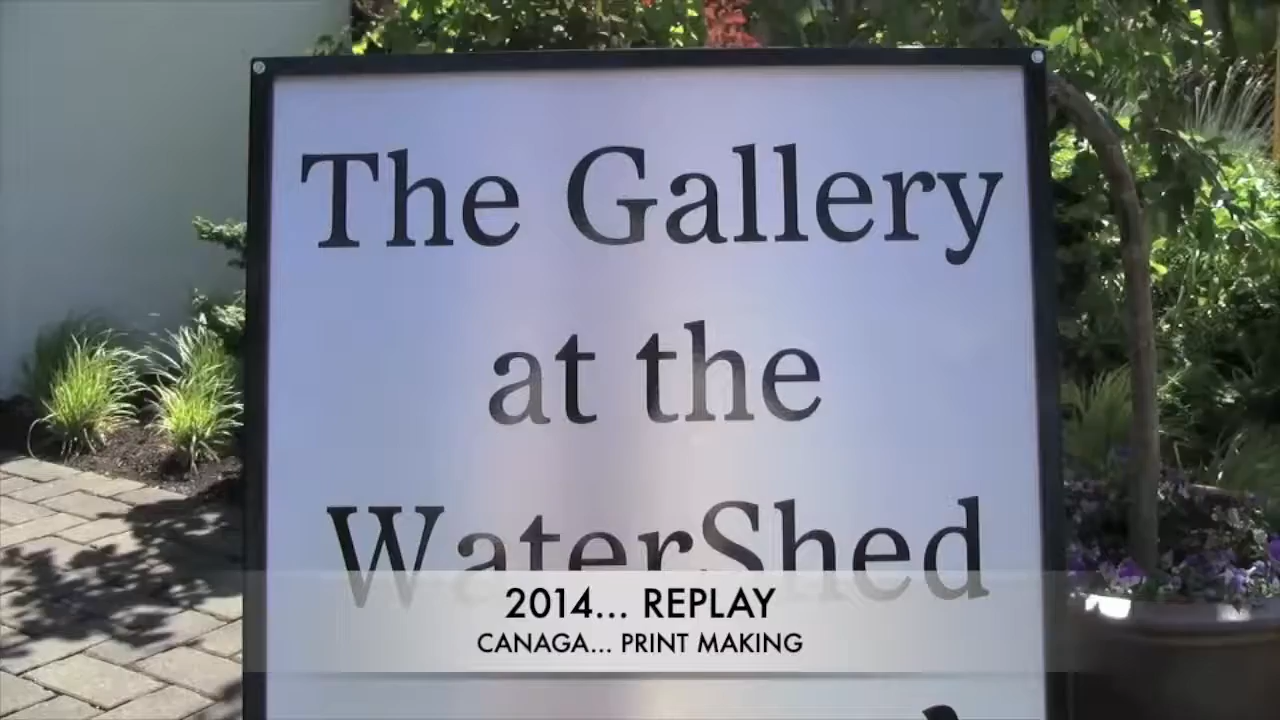 The Gallery
at the
WaterShed
2014... REPLAY
CANAGA... PRINT MAKING